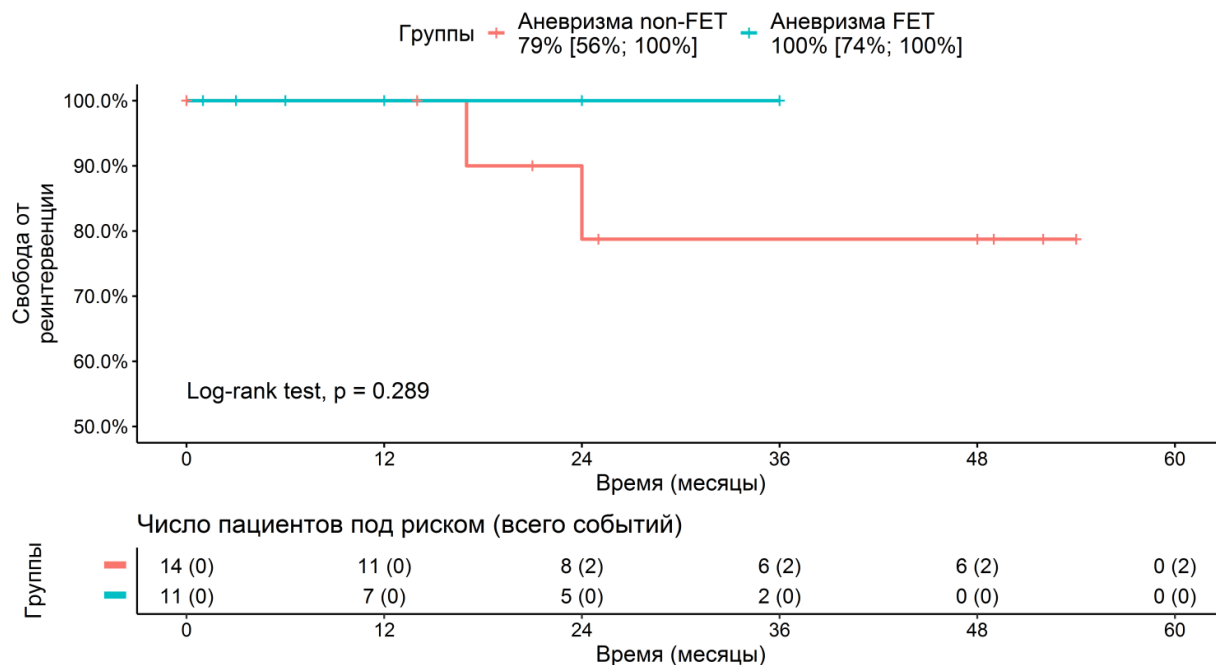 Группы
Аневризма non-FET
79% [56%; 100%]
Аневризма FET
100% [74%; 100%]
Свобода от
реинтервенции
100.0%
90.0%
80.0%
70.0%
60.0%
50.0%
Log-rank test, p = 0.289
0 12 24 36 48 60
Время (месяцы)
Число пациентов под риском (всего событий)
Группы
14 (0) 11 (0) 8 (2) 6 (2) 6 (2) 0 (2)
11 (0) 7 (0) 5 (0) 2 (0) 0 (0) 0 (0)
0 12 24 36 48 60
Время (месяцы)